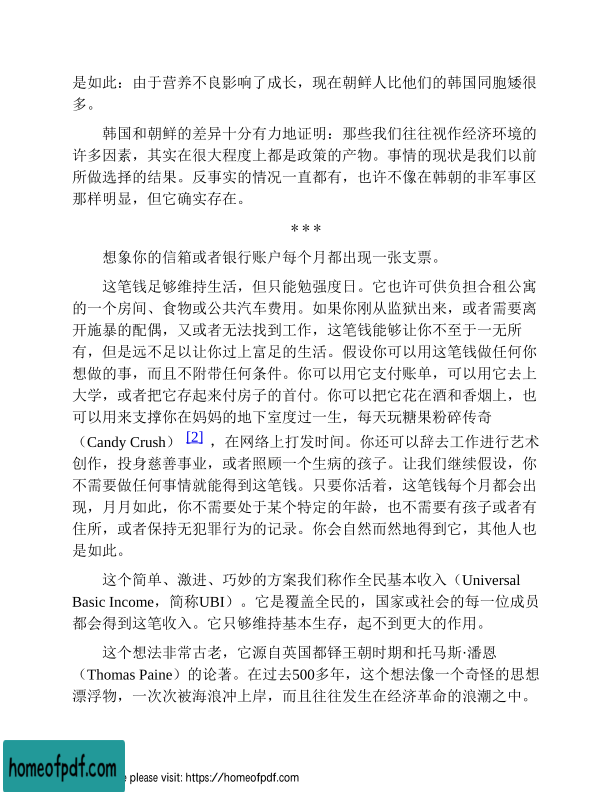 是如此：由于营养不良影响了成长，现在朝鲜人比他们的韩国同胞矮很
多。
韩国和朝鲜的差异十分有力地证明：那些我们往往视作经济环境的
许多因素，其实在很大程度上都是政策的产物。事情的现状是我们以前
所做选择的结果。反事实的情况一直都有，也许不像在韩朝的非军事区
那样明显，但它确实存在。
* * *
想象你的信箱或者银行账户每个月都出现一张支票。
这笔钱足够维持生活，但只能勉强度日。它也许可供负担合租公寓
的一个房间、食物或公共汽车费用。如果你刚从监狱出来，或者需要离
开施暴的配偶，又或者无法找到工作，这笔钱能够让你不至于一无所
有，但是远不足以让你过上富足的生活。假设你可以用这笔钱做任何你
想做的事，而且不附带任何条件。你可以用它支付账单，可以用它去上
大学，或者把它存起来付房子的首付。你可以把它花在酒和香烟上，也
可以用来支撑你在妈妈的地下室度过一生，每天玩糖果粉碎传奇
（Candy Crush）[2]，在网络上打发时间。你还可以辞去工作进行艺术
创作，投身慈善事业，或者照顾一个生病的孩子。让我们继续假设，你
不需要做任何事情就能得到这笔钱。只要你活着，这笔钱每个月都会出
现，月月如此，你不需要处于某个特定的年龄，也不需要有孩子或者有
住所，或者保持无犯罪行为的记录。你会自然而然地得到它，其他人也
是如此。
这个简单、激进、巧妙的方案我们称作全民基本收入（Universal
Basic Income，简称UBI）。它是覆盖全民的，国家或社会的每一位成员
都会得到这笔收入。它只够维持基本生存，起不到更大的作用。
这个想法非常古老，它源自英国都铎王朝时期和托马斯·潘恩
（Thomas Paine）的论著。在过去500多年，这个想法像一个奇怪的思想
漂浮物，一次次被海浪冲上岸，而且往往发生在经济革命的浪潮之中。
homeofpdf.com
please visit: https://homeofpdf.com